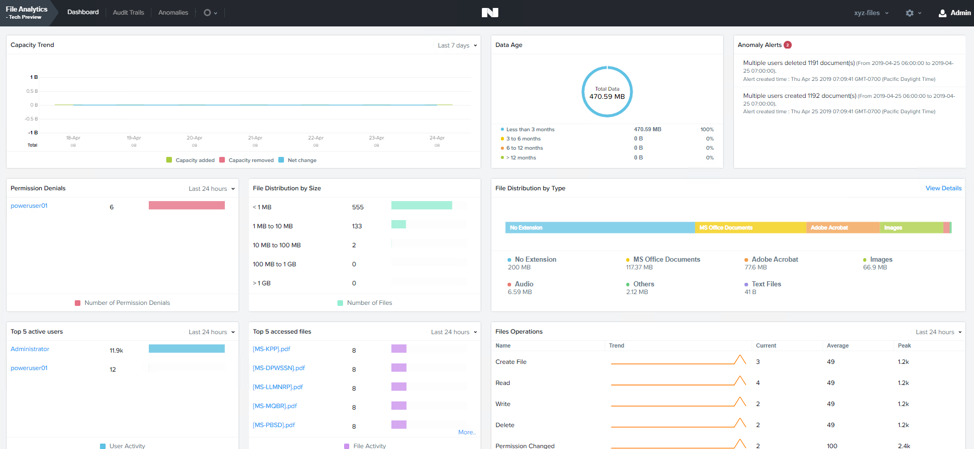 File Analytics
- Tech Preview
Dashboard
Audit Trails
Anomalies
xyz-files
Admin
Capacity Trend
Last 7 days
1 B
0.5 B
0 B
-0.5 B
-1 B
18-Apr
19-Apr
20-Apr
21-Apr
22-Apr
23-Apr
24-Apr
Total
0B
0B
0B
0B
0B
0B
0B
Capacity added
Capacity removed
Net change
Data Age
Total Data
470.59 MB
Less than 3 months 470.59 MB 100%
3 to 6 months 0 B 0%
6 to 12 months 0 B 0%
> 12 months 0 B 0%
Anomaly Alerts 2
Multiple users deleted 1191 document(s) (From 2019-04-25 06:00:00 to 2019-04-
25 07:00:00),
Alert created time : Thu Apr 25 2019 07:09:41 GMT-0700 (Pacific Daylight Time)
Multiple users created 1192 document(s) (From 2019-04-25 06:00:00 to 2019-04-
25 07:00:00),
Alert created time : Thu Apr 25 2019 07:09:41 GMT-0700 (Pacific Daylight Time)
Permission Denials
Last 24 hours
poweruser01 6
Number of Permission Denials
File Distribution by Size
< 1 MB 555
1 MB to 10 MB 133
10 MB to 100 MB 2
100 MB to 1 GB 0
> 1 GB 0
Number of Files
File Distribution by Type
View Details
No Extension
MS Office Documents
Adobe Acrobat
Images
No Extension
200 MB
MS Office Documents
117.37 MB
Adobe Acrobat
77.6 MB
Images
66.9 MB
Audio
6.59 MB
Others
2.12 MB
Text Files
41 B
Top 5 active users
Last 24 hours
Administrator 11.9k
poweruser01 12
User Activity
Top 5 accessed files
Last 24 hours
[MS-KPP].pdf 8
[MS-DPWSSN].pdf 8
[MS-LLMNRP].pdf 8
[MS-MQBR].pdf 8
[MS-PBSD].pdf 8
More..
File Activity
Files Operations
Last 24 hours
Name Trend Current Average Peak
Create File 3 49 1.2k
Read 4 49 1.2k
Write 2 49 1.2k
Delete 2 49 1.2k
Permission Changed 2 100 2.4k